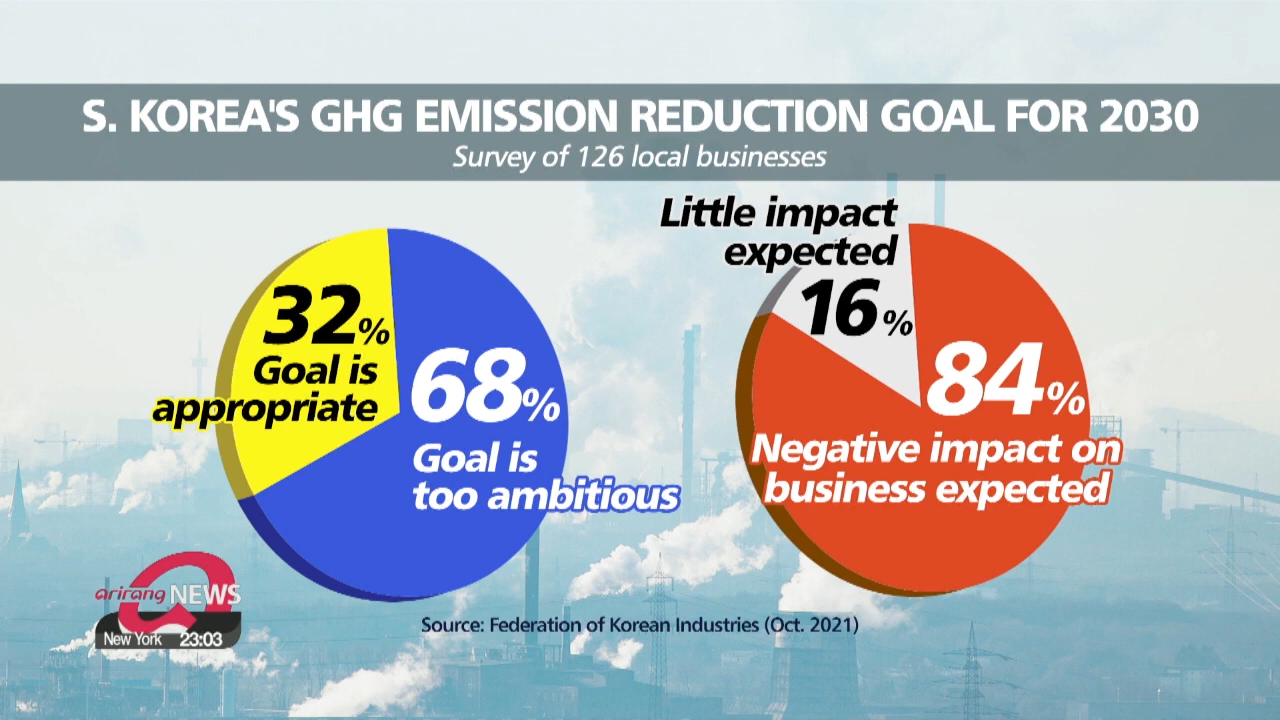 S. KOREA'S GHG EMISSION REDUCTION GOAL FOR 2030
Survey of 126 local businesses
32%
Goal is
appropriate
68%
Goal is
too ambitious
Little impact
expected
16%
84%
Negative impact on
business expected
Source: Federation of Korean Industries (Oct. 2021)
arirang NEWS
New York 23:03